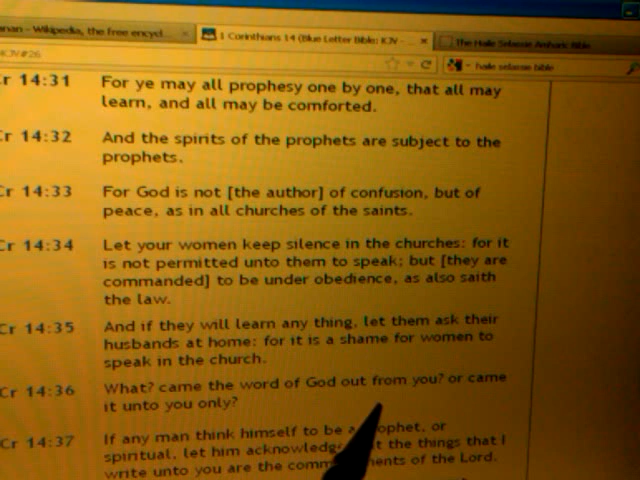 anan - Wikipedia, the free encycl...
1 Corinthians 14 (Blue Letter Bible: KJV - ...
The Haile Selassie Amharic Bible
KJV#26
haile selassie bible
Cr 14:31 For ye may all prophesy one by one, that all may
learn, and all may be comforted.
Cr 14:32 And the spirits of the prophets are subject to the
prophets.
Cr 14:33 For God is not [the author] of confusion, but of
peace, as in all churches of the saints.
Cr 14:34 Let your women keep silence in the churches: for it
is not permitted unto them to speak; but [they are
commanded] to be under obedience, as also saith
the law.
Cr 14:35 And if they will learn any thing, let them ask their
husbands at home: for it is a shame for women to
speak in the church.
Cr 14:36 What? came the word of God out from you? or came
it unto you only?
Cr 14:37 If any man think himself to be a ophet, or
spiritual, let him acknowledg t the things that I
write unto you are the comm ents of the Lord.